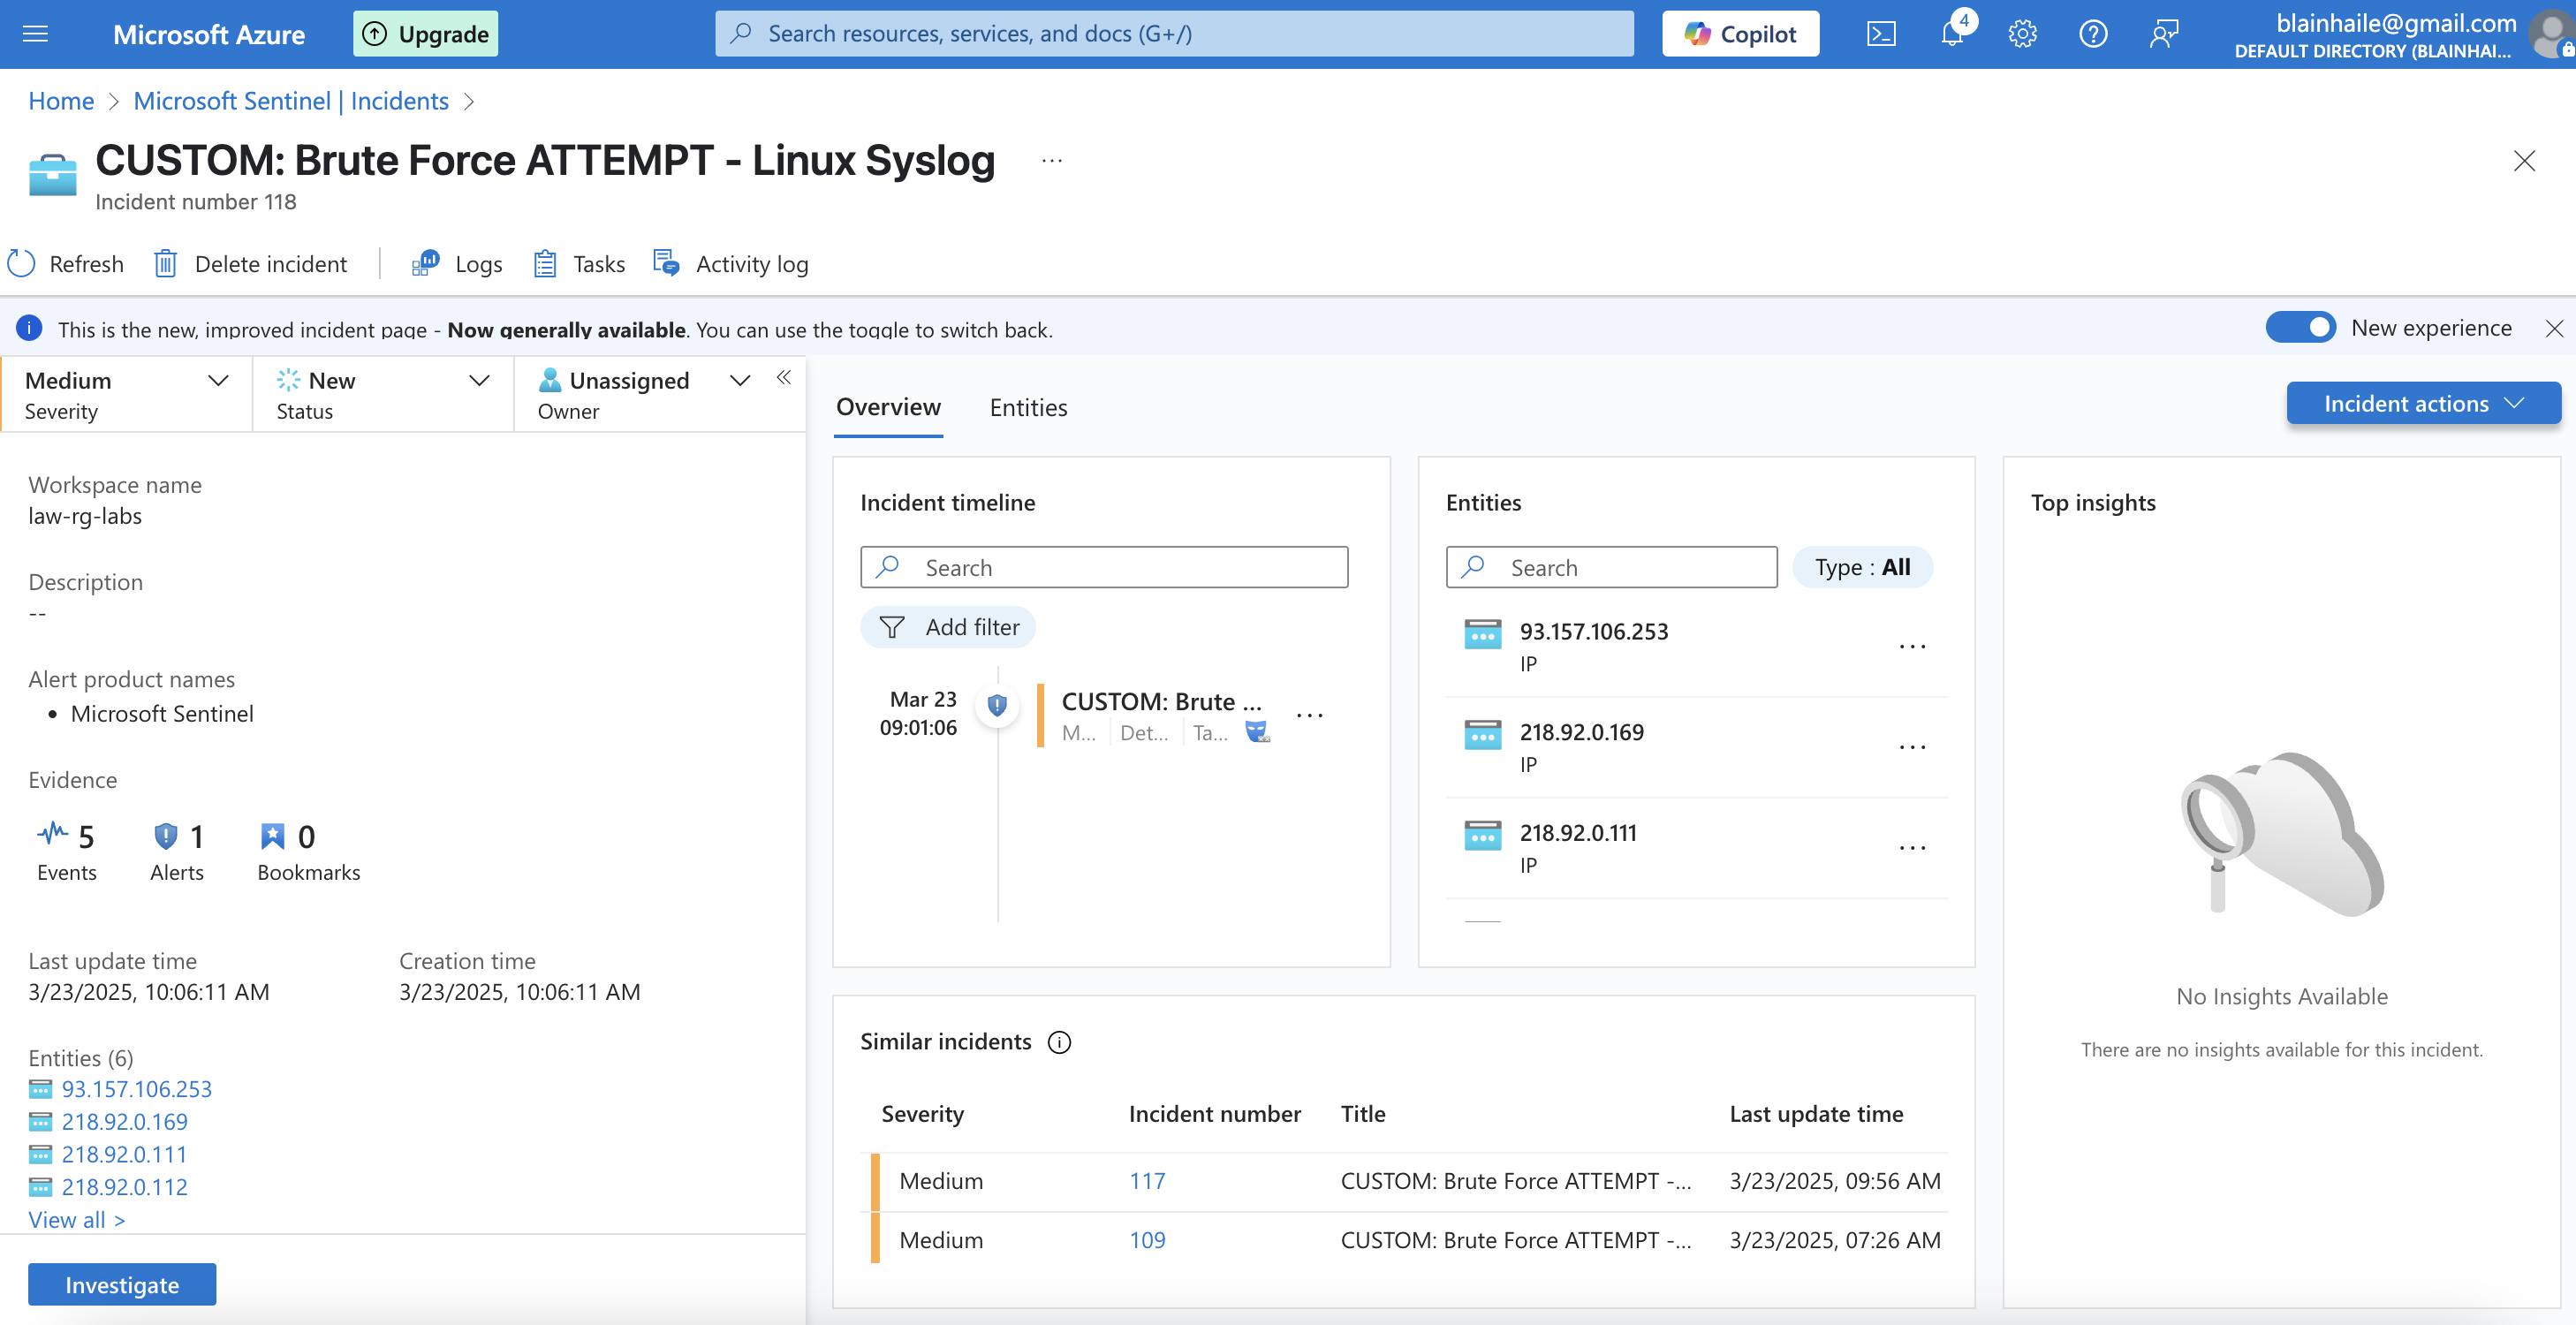 Microsoft Azure
Upgrade
Search resources, services, and docs (G+/)
Copilot
4
blainhaile@gmail.com
DEFAULT DIRECTORY (BLAINHAI...
Home > Microsoft Sentinel | Incidents >
CUSTOM: Brute Force ATTEMPT - Linux Syslog ...
Incident number 118
Refresh
Delete incident
Logs
Tasks
Activity log
This is the new, improved incident page - Now generally available. You can use the toggle to switch back.
New experience
Medium
Severity
New
Status
Unassigned
Owner
Workspace name
law-rg-labs
Description
--
Alert product names
• Microsoft Sentinel
Evidence
5
Events
1
Alerts
0
Bookmarks
Last update time
3/23/2025, 10:06:11 AM
Creation time
3/23/2025, 10:06:11 AM
Entities (6)
93.157.106.253
218.92.0.169
218.92.0.111
218.92.0.112
View all >
Investigate
Overview
Entities
Incident actions
Incident timeline
Search
Add filter
Mar 23
09:01:06
CUSTOM: Brute ...
M... Det... Ta...
Entities
Search
Type : All
93.157.106.253
IP
218.92.0.169
IP
218.92.0.111
IP
Top insights
No Insights Available
There are no insights available for this incident.
Similar incidents
Severity Incident number Title Last update time
Medium 117 CUSTOM: Brute Force ATTEMPT -... 3/23/2025, 09:56 AM
Medium 109 CUSTOM: Brute Force ATTEMPT -... 3/23/2025, 07:26 AM